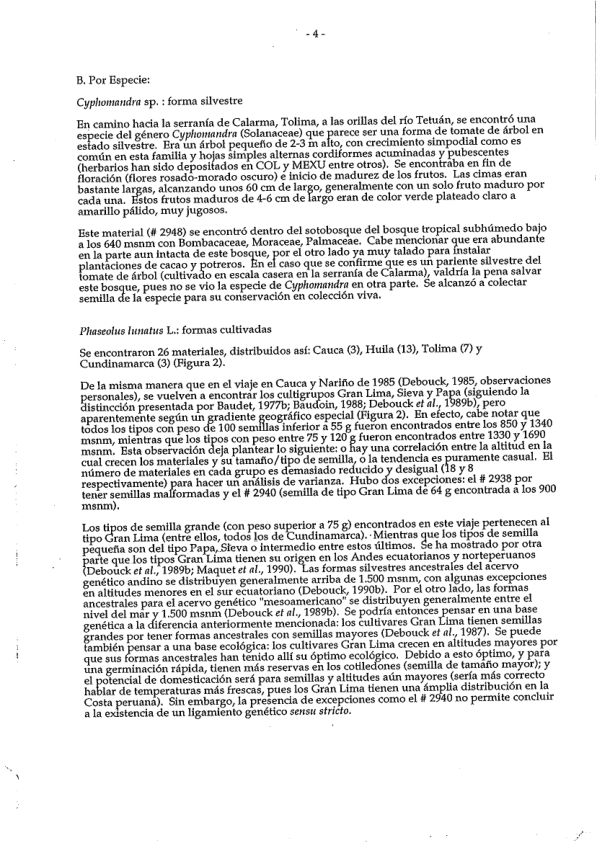 - 4 -
B. Por Especie:
Cyphomandra sp. : forma silvestre
En camino hacia la serranía de Calarma, Tolima, a las orillas del río Tetuán, se encontró una
especie del género Cyphomandra (Solanaceae) que parece ser una forma de tomate de árbol en
estado silvestre. Era un árbol pequeño de 2-3 m alto, con crecimiento simpodial como es
común en esta familia y hojas simples alternas cordiformes acuminadas y pubescentes
(herbarios han sido depositados en COL y MEXU entre otros). Se encontraba en fin de
floración (flores rosado-morado oscuro) e inicio de madurez de los frutos. Las cimas eran
bastante largas, alcanzando unos 60 cm de largo, generalmente con un solo fruto maduro por
cada una. Estos frutos maduros de 4-6 cm de largo eran de color verde plateado claro a
amarillo pálido, muy jugosos.
Este material (# 2948) se encontró dentro del sotobosque del bosque tropical subhúmedo bajo
a los 640 msnm con Bombacaceae, Moraceae, Palmaceae. Cabe mencionar que era abundante
en la parte aun intacta de este bosque, por el otro lado ya muy talado para instalar
plantaciones de cacao y potreros. En el caso que se confirme que es un pariente silvestre del
tomate de árbol (cultivado en escala casera en la serranía de Calarma), valdría la pena salvar
este bosque, pues no se vio la especie de Cyphomandra en otra parte. Se alcanzó a colectar
semilla de la especie para su conservación en colección viva.
Phaseolus lunatus L.: formas cultivadas
Se encontraron 26 materiales, distribuidos así: Cauca (3), Huila (13), Tolima (7) y
Cundinamarca (3) (Figura 2).
De la misma manera que en el viaje en Cauca y Nariño de 1985 (Debouck, 1985, observaciones
personales), se vuelven a encontrar los cultigrupos Gran Lima, Sieva y Papa (siguiendo la
distincción presentada por Baudet, 1977b; Baudoin, 1988; Debouck et al., 1989b), pero
aparentemente según un gradiente geográfico especial (Figura 2). En efecto, cabe notar que
todos los tipos con peso de 100 semillas inferior a 55 g fueron encontrados entre los 850 y 1340
msnm, mientras que los tipos con peso entre 75 y 120 g fueron encontrados entre 1330 y 1690
msnm. Esta observación deja plantear lo siguiente: o hay una correlación entre la altitud en la
cual crecen los materiales y su tamaño/tipo de semilla, o la tendencia es puramente casual. El
número de materiales en cada grupo es demasiado reducido y desigual (18 y 8
respectivamente) para hacer un análisis de varianza. Hubo dos excepciones: el # 2938 por
tener semillas malformadas y el # 2940 (semilla de tipo Gran Lima de 64 g encontrada a los 900
msnm).
Los tipos de semilla grande (con peso superior a 75 g) encontrados en este viaje pertenecen al
tipo Gran Lima (entre ellos, todos los de Cundinamarca). Mientras que los tipos de semilla
pequeña son del tipo Papa, Sieva o intermedio entre estos últimos. Se ha mostrado por otra
parte que los tipos Gran Lima tienen su origen en los Andes ecuatorianos y norteperuanos
(Debouck et al., 1989b; Maquet et al., 1990). Las formas silvestres ancestrales del acervo
genético andino se distribuyen generalmente arriba de 1.500 msnm, con algunas excepciones
en altitudes menores en el sur ecuatoriano (Debouck, 1990b). Por el otro lado, las formas
ancestrales para el acervo genético "mesoamericano" se distribuyen generalmente entre el
nivel del mar y 1.500 msnm (Debouck et al., 1989b). Se podría entonces pensar en una base
genética a la diferencia anteriormente mencionada: los cultivares Gran Lima tienen semillas
grandes por tener formas ancestrales con semillas mayores (Debouck et al., 1987). Se puede
también pensar a una base ecológica: los cultivares Gran Lima crecen en altitudes mayores por
que sus formas ancestrales han tenido allí su óptimo ecológico. Debido a esto óptimo, y para
una germinación rápida, tienen más reservas en los cotiledones (semilla de tamaño mayor); y
el potencial de domesticación será para semillas y altitudes aún mayores (sería más correcto
hablar de temperaturas más frescas, pues los Gran Lima tienen una ámplia distribución en la
Costa peruana). Sin embargo, la presencia de excepciones como el # 2940 no permite concluir
a la existencia de un ligamiento genético sensu stricto.